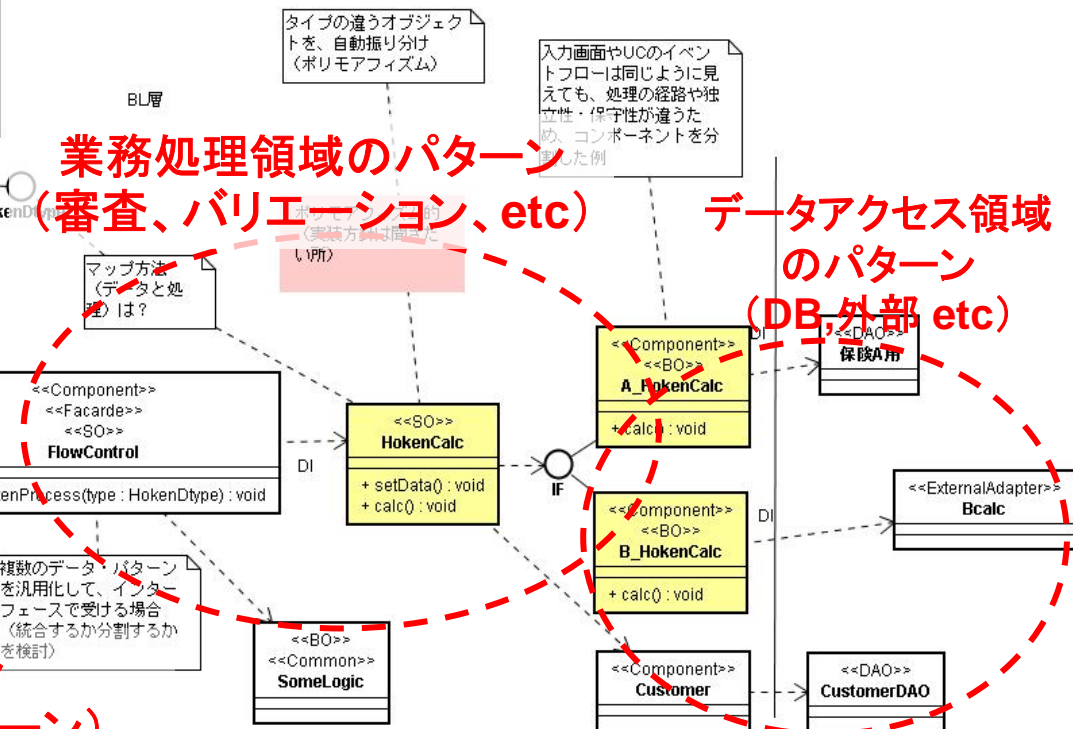 タイプの違うオブジェク
トを、自動振り分け
(ポリモアフィズム)
入力画面やUCのイベン
トフローは同じように見
えても、処理の経路や独
立性・保守性が違うた
め、コンポーネントを分
割した例
BL層
業務処理領域のパターン
(審査、バリエーション、etc)
データアクセス領域
のパターン
(DB,外部 etc)
(実装方針は聞きた
い所)
マップ方法
(データと処
理)は?
<<Component>>
<<Facarde>>
<<SO>>
FlowControl
enProcess(type : HokenDtype) : void
DI
<<SO>>
HokenCalc
+ setData() : void
+ calc() : void
IF
<<Component>>
<<BO>>
A_HokenCalc
+ calc() : void
DI
<<DAO>>
保険A用
<<Component>>
<<BO>>
B_HokenCalc
+ calc() : void
DI
<<ExternalAdapter>>
Bcalc
複数のデータ・パターン
を汎用化して、インター
フェースで受ける場合
(統合するか分割するか
を検討)
<<BO>>
<<Common>>
SomeLogic
<<Component>>
Customer
<<DAO>>
CustomerDAO